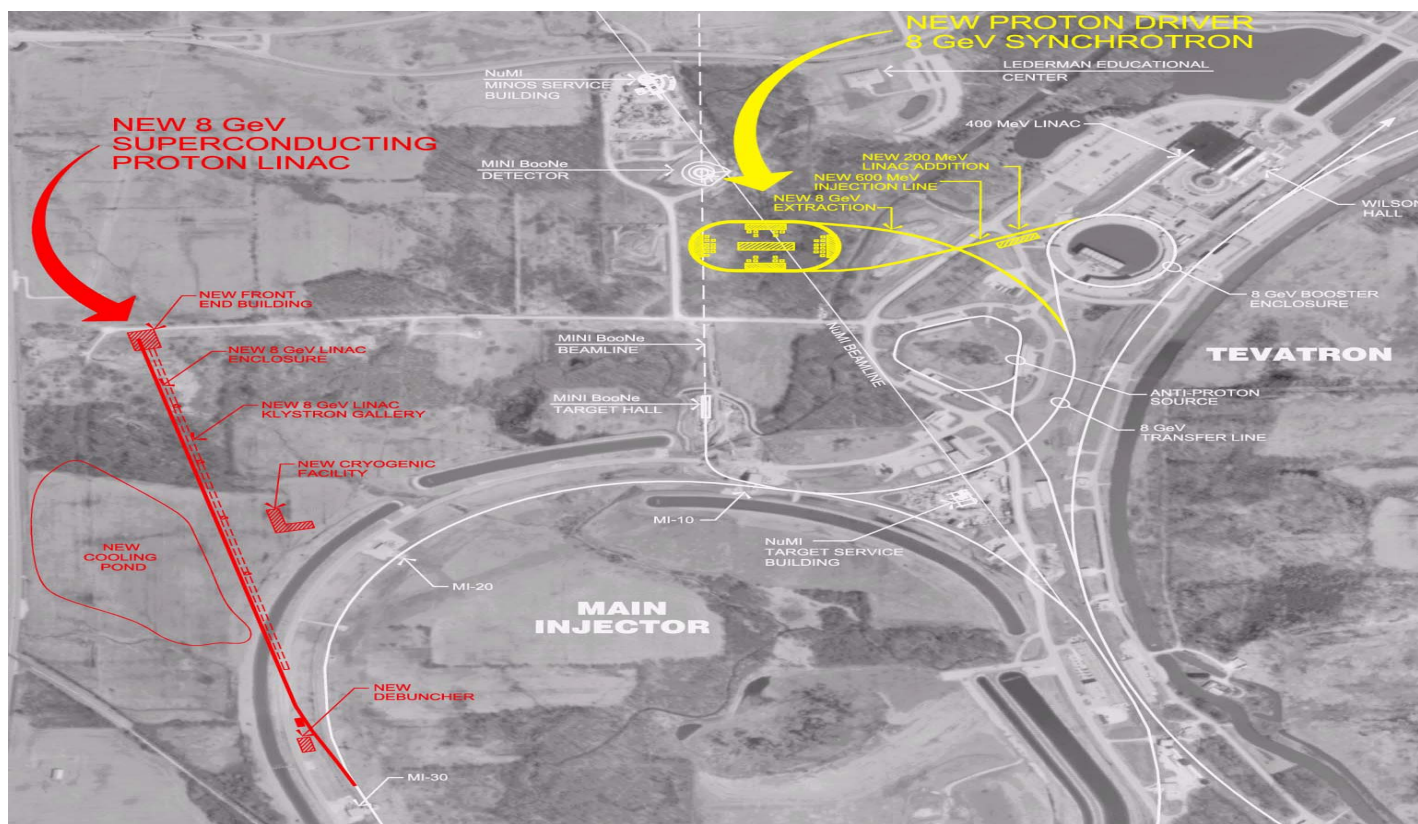 NEW PROTON DRIVER
8 GeV SYNCHROTRON
LEDERMAN EDUCATIONAL
CENTER
NuMI
MINOS SERVICE
BUILDING
NEW 8 GeV
SUPERCONDUCTING
PROTON LINAC
400 MeV LINAC
MINI BooNe
DETECTOR
NEW 200 MeV
LINAC ADDITION
NEW 600 MeV
INJECTION LINE
NEW 8 GeV
EXTRACTION
WILSON
HALL
NEW FRONT
END BUILDING
8 GeV BOOSTER
ENCLOSURE
MINI BooNe
BEAMLINE
NuMI BEAMLINE
TEVATRON
NEW 8 GeV LINAC
ENCLOSURE
MINI BooNe
TARGET HALL
ANTI-PROTON
SOURCE
NEW 8 GeV LINAC
KLYSTRON GALLERY
8 GeV
TRANSFER LINE
NEW CRYOGENIC
FACILITY
MI-10
NEW
COOLING
POND
NuMI
TARGET SERVICE
BUILDING
MI-20
MAIN
INJECTOR
NEW
DEBUNCHER
MI-30